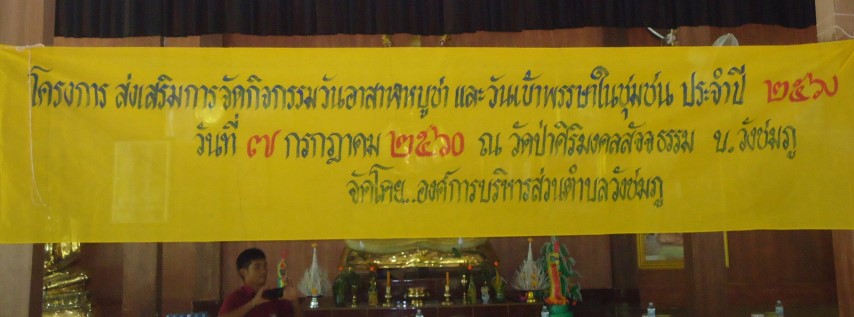 โครงการ ส่งเสริมการจัดกิจกรรมวันอาสาฬหบูชา และวันเข้าพรรษาในชุมชน ประจำปี ๒๕๖๐
วันที่ ๗ กรกฎาคม ๒๕๖๐ ณ วัดป่าศิริมงคลสัจจธรรม บ.วังชมภู
จัดโดย..องค์การบริหารส่วนตำบลวังชมภู